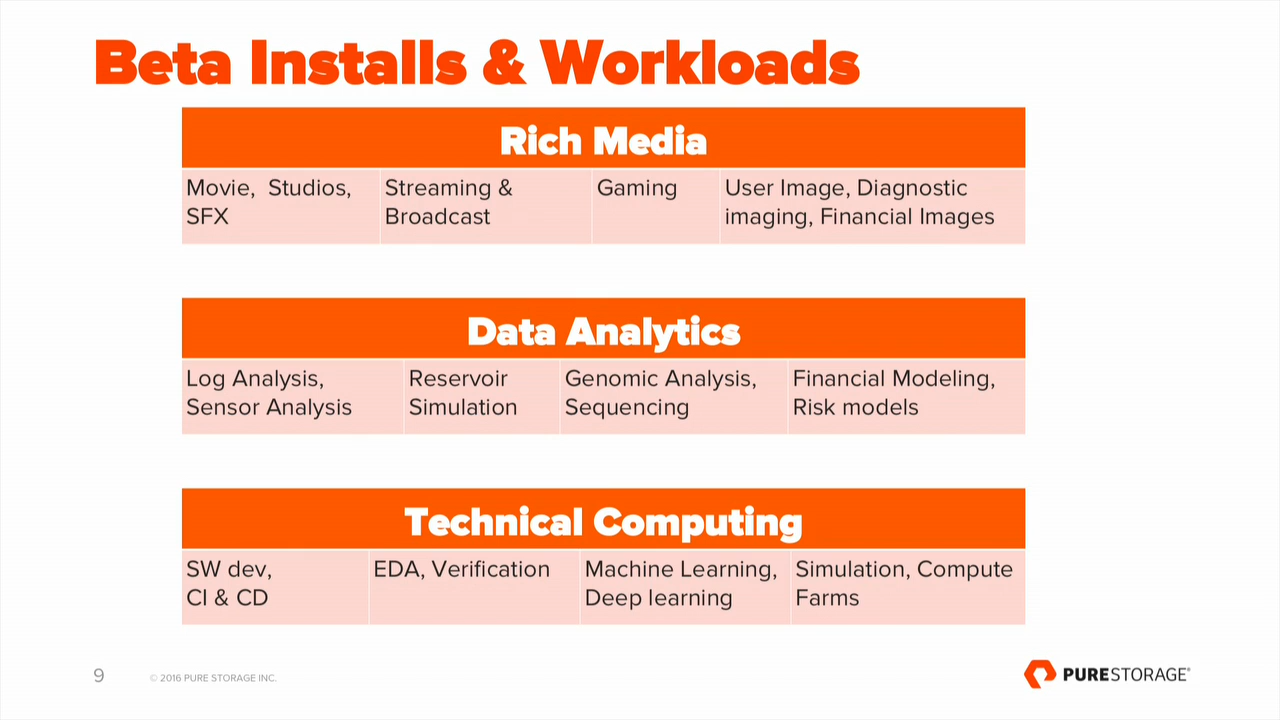 Beta Installs & Workloads
Rich Media
Movie, Studios,
SFX
Streaming &
Broadcast
Gaming
User Image, Diagnostic
imaging, Financial Images
Data Analytics
Log Analysis,
Sensor Analysis
Reservoir
Simulation
Genomic Analysis,
Sequencing
Financial Modeling,
Risk models
Technical Computing
SW dev,
CI & CD
EDA, Verification
Machine Learning,
Deep learning
Simulation, Compute
Farms
9
© 2016 PURE STORAGE INC.
PURESTORAGE®